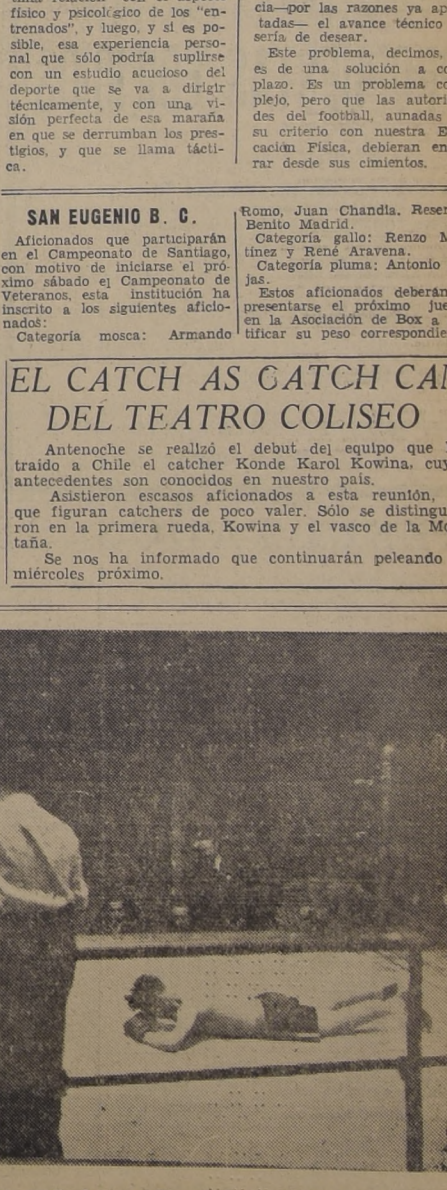 físico y psicológico de los "en-
trenados", y luego, y si es po-
sible, esa experiencia perso-
nal que sólo podría suplirse
con un estudio acucioso del
deporte que se va a dirigir
técnicamente, y con una vi-
sión perfecta de esa maraña
en que se derrumban los pres-
tigios, y que se llama tácti-
ca.
cia—por las razones ya ap
tadas— el avance técnico
sería de desear.
Este problema, decimos,
es de una solución a co
plazo. Es un problema co
plejo, pero que las autori
des del football, aunadas
su criterio con nuestra E
cación Física, debieran en
rar desde sus cimientos.
SAN EUGENIO B. C.
Aficionados que participarán
en el Campeonato de Santiago,
con motivo de iniciarse el pró-
ximo sábado el Campeonato de
Veteranos, esta institución ha
inscrito a los siguientes aficio-
nados:
Categoría mosca: Armando
Romo, Juan Chandía. Reser
Benito Madrid.
Categoría gallo: Renzo M
tínez y René Aravena.
Categoría pluma: Antonio
jas.
Estos aficionados deberán
presentarse el próximo jue
en la Asociación de Box a
tificar su peso correspondie
EL CATCH AS CATCH CAN
DEL TEATRO COLISEO
Antenoche se realizó el debut del equipo que
traído a Chile el catcher Konde Karol Kowina, cuy
antecedentes son conocidos en nuestro país.
Asistieron escasos aficionados a esta reunión,
que figuran catchers de poco valer. Sólo se distingu
ron en la primera rueda, Kowina y el vasco de la Mo
taña.
Se nos ha informado que continuarán peleando
miércoles próximo.